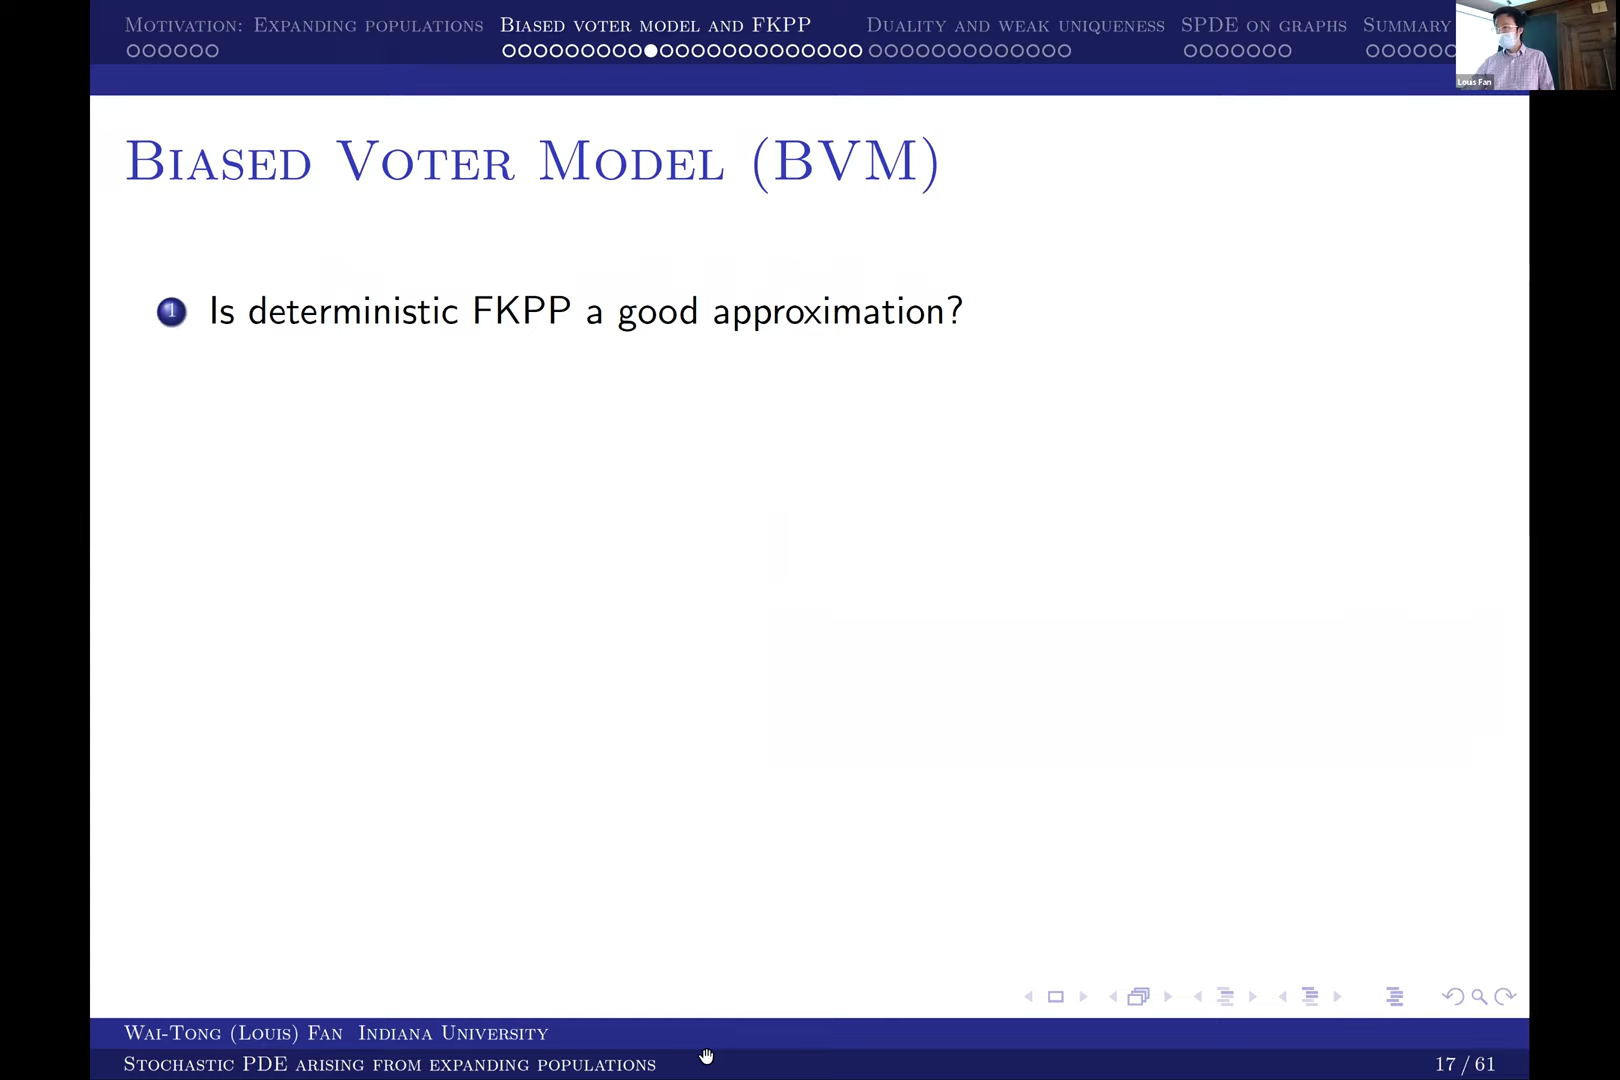 Motivation: Expanding populations Biased voter model and FKPP Duality and weak uniqueness SPDE on graphs Summary
Louis Fan
Biased Voter Model (BVM)
1 Is deterministic FKPP a good approximation?
Wai-Tong (Louis) Fan Indiana University
Stochastic PDE arising from expanding populations 17 / 61